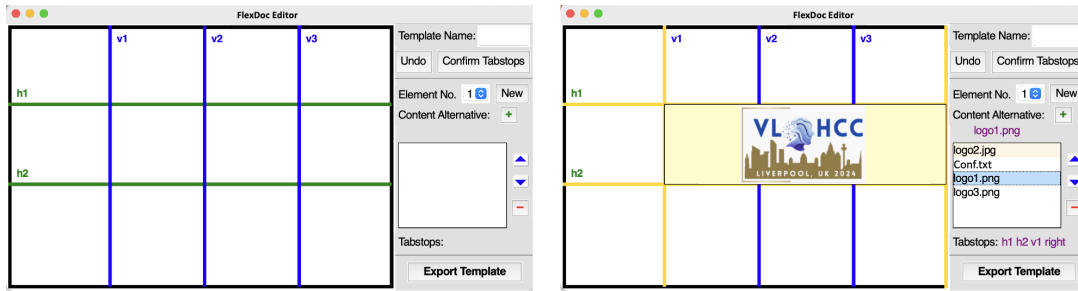 FlexDoc Editor
v1 v2 v3
Template Name:
Undo Confirm Tabstops
h1
Element No. 1 New
Content Alternative: +
h2
Tabstops:
Export Template
FlexDoc Editor
v1 v2 v3
Template Name:
Undo Confirm Tabstops
h1
Element No. 1 New
Content Alternative: +
logo1.png
VL HCC
LIVERPOOL, UK 2024
logo2.jpg
Conf.txt
h2
logo1.png
logo3.png
Tabstops: h1 h2 v1 right
Export Template